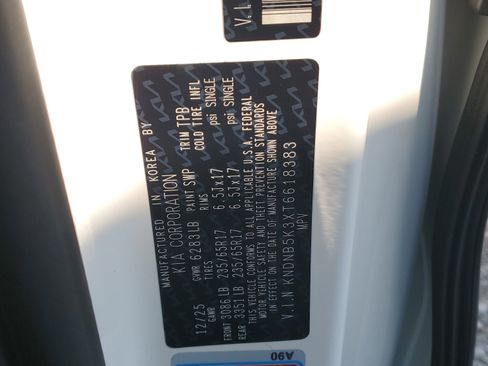 V.I.
MANUFACTURED IN KOREA BY
KIA CORPORATION
12/25 GVWR 6283LB PAINT SWP TRIM TPB
GAWR TIRES RIMS COLD TIRE INFL
FRONT 3086LB 235/65R17 6.5Jx17 psi SINGLE
REAR 3351LB 235/65R17 6.5Jx17 psi SINGLE
THIS VEHICLE CONFORMS TO ALL APPLICABLE U.S.A. FEDERAL
MOTOR VEHICLE SAFETY AND THEFT PREVENTION STANDARDS
IN EFFECT ON THE DATE OF MANUFACTURE SHOWN ABOVE
V.I.N KNDNB5K3XT6618383
MPV
A90